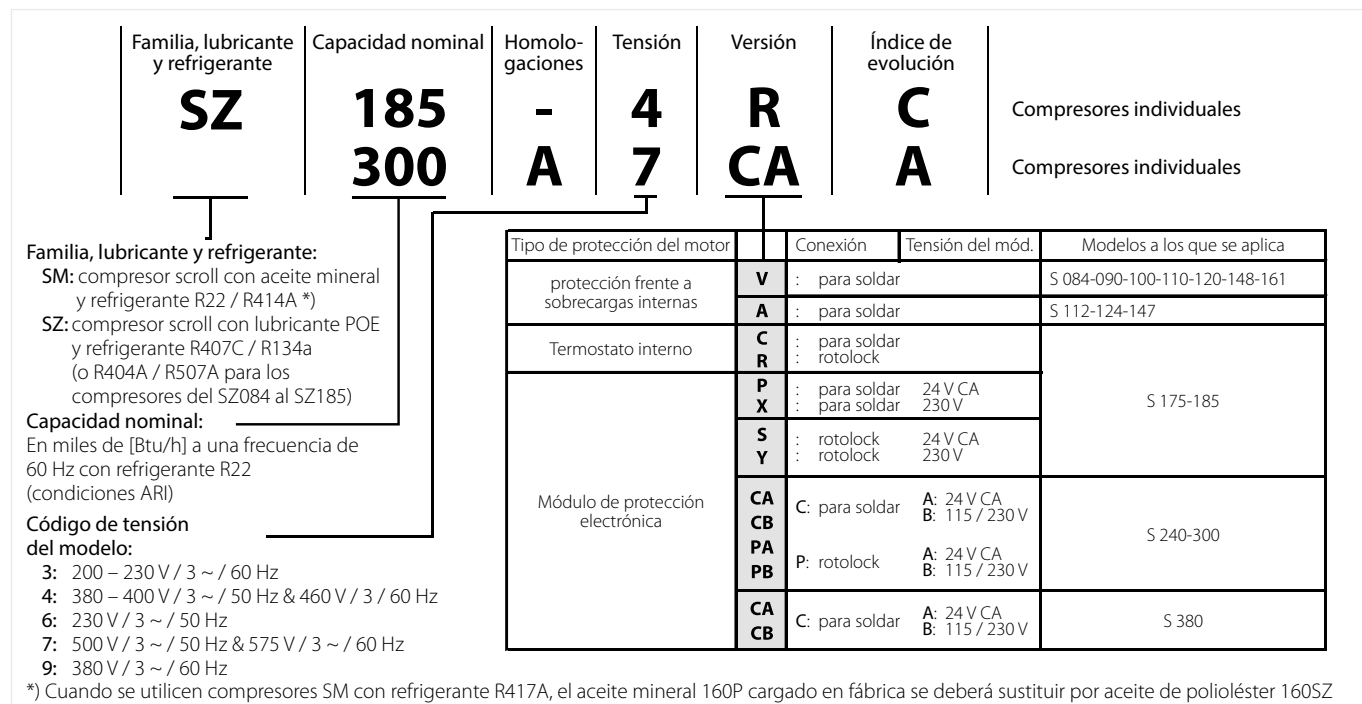 Familia, lubricante y refrigerante
Capacidad nominal
Homolo-gaciones
Tensión
Versión
Índice de evolución
SZ 185 - 4 R C Compresores individuales
300 A 7 CA A Compresores individuales
Familia, lubricante y refrigerante:
SM: compresor scroll con aceite mineral
y refrigerante R22 / R414A *)
SZ: compresor scroll con lubricante POE
y refrigerante R407C / R134a
(o R404A / R507A para los
compresores del SZ084 al SZ185)
Capacidad nominal:
En miles de [Btu/h] a una frecuencia de
60 Hz con refrigerante R22
(condiciones ARI)
Código de tensión
del modelo:
3: 200 – 230 V / 3 ~ / 60 Hz
4: 380 – 400 V / 3 ~ / 50 Hz & 460 V / 3 / 60 Hz
6: 230 V / 3 ~ / 50 Hz
7: 500 V / 3 ~ / 50 Hz & 575 V / 3 ~ / 60 Hz
9: 380 V / 3 ~ / 60 Hz
Tipo de protección del motor Conexión Tensión del mód. Modelos a los que se aplica
protección frente a
sobrecargas internas
V : para soldar S 084-090-100-110-120-148-161
A : para soldar S 112-124-147
Termostato interno
C : para soldar
R : rotolock
S 175-185
Módulo de protección
electrónica
P : para soldar 24 V CA
X : para soldar 230 V
S : rotolock 24 V CA
Y : rotolock 230 V
CA
CB
C: para soldar
A: 24 V CA
B: 115 / 230 V
PA
PB
P: rotolock
A: 24 V CA
B: 115 / 230 V
S 240-300
CA
CB
C: para soldar
A: 24 V CA
B: 115 / 230 V
S 380
*) Cuando se utilicen compresores SM con refrigerante R417A, el aceite mineral 160P cargado en fábrica se deberá sustituir por aceite de polioléster 160SZ